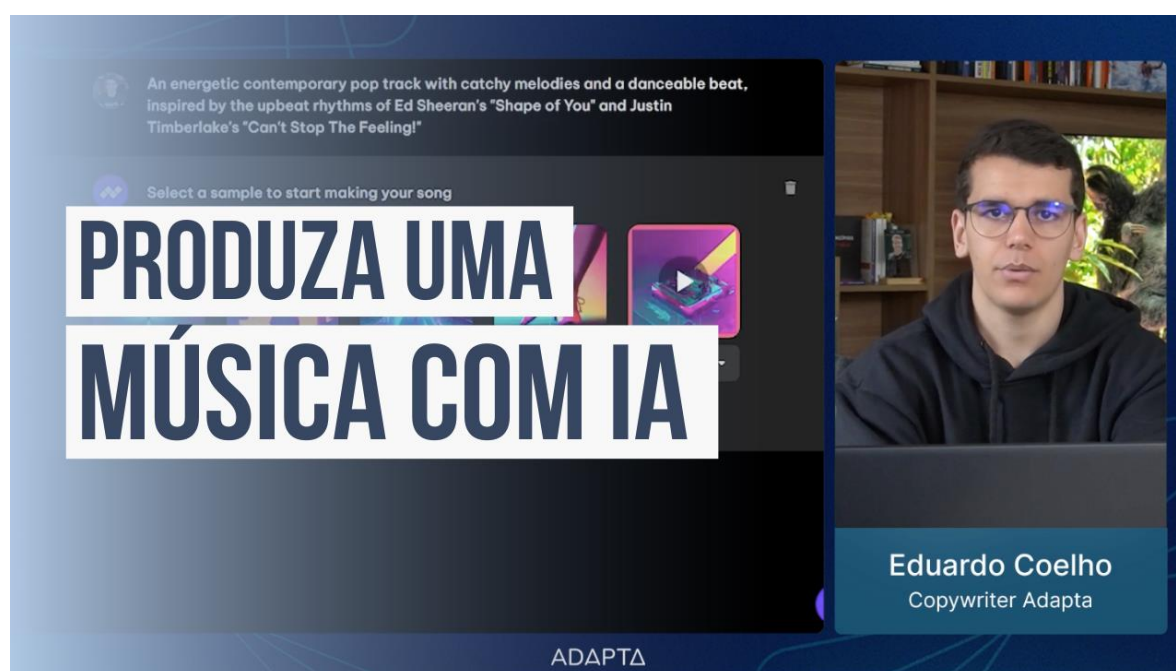 An energetic contemporary pop track with catchy melodies and a danceable beat,
inspired by the upbeat rhythms of Ed Sheeran's "Shape of You" and Justin
Timberlake's "Can't Stop The Feeling!"
Select a sample to start making your song
PRODUZA UMA
MÚSICA COM IA
Eduardo Coelho
Copywriter Adapta
ADAPTA